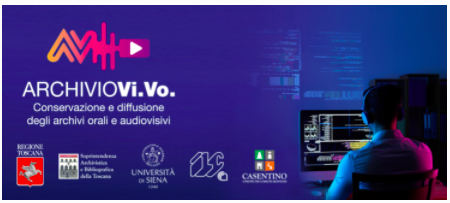 ARCHIVIOVi.Vo.
Conservazione e diffusione
degli archivi orali e audiovisivi
REGIONE
TOSCANA
Soprintendenza
Archivistica
e Bibliografica
della Toscana
UNIVERSITÀ
DI SIENA
1240
CASENTINO